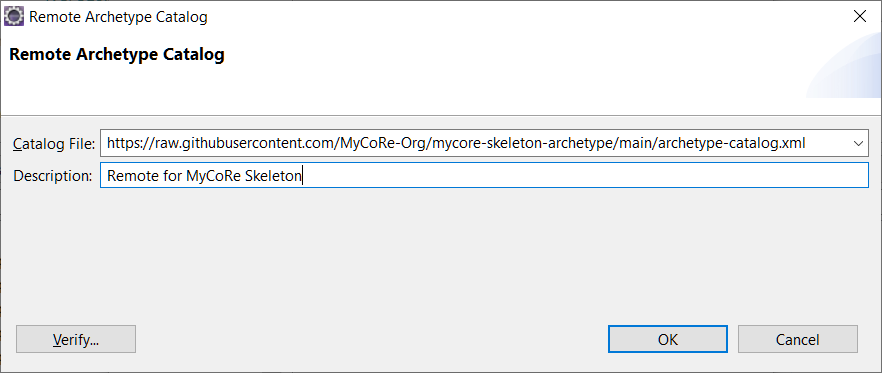 Remote Archetype Catalog
Remote Archetype Catalog
Catalog File: https://raw.githubusercontent.com/MyCoRe-Org/mycore-skeleton-archetype/main/archetype-catalog.xml
Description: Remote for MyCoRe Skeleton
Verify... OK Cancel